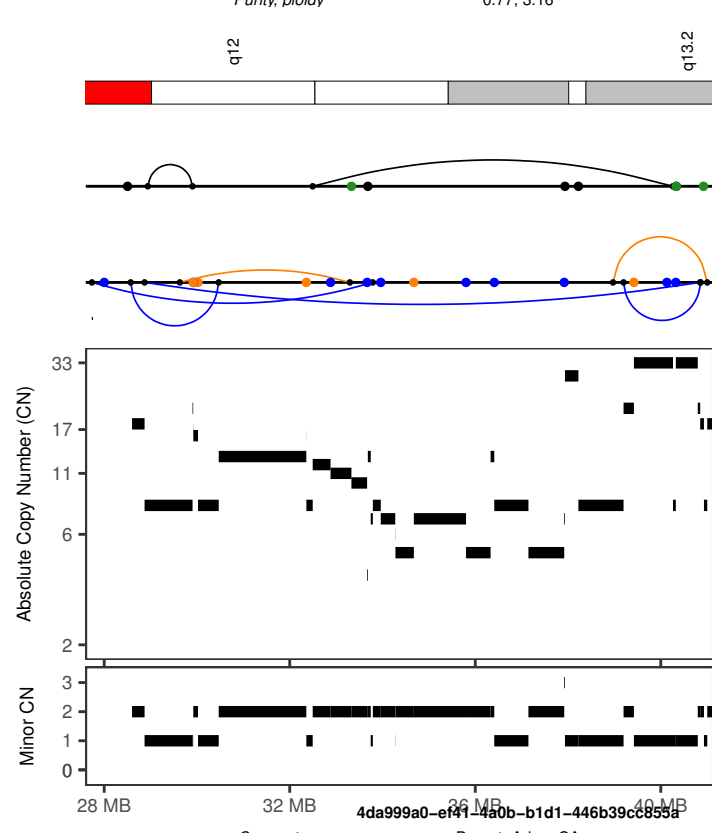 Purity, ploidy 0.77, 3.16
q12
q13.2
Absolute Copy Number (CN)
33
17
11
6
2
Minor CN
3
2
1
0
28 MB 32 MB 36 MB 40 MB
4da999a0−ef41−4a0b−b1d1−446b39cc855a